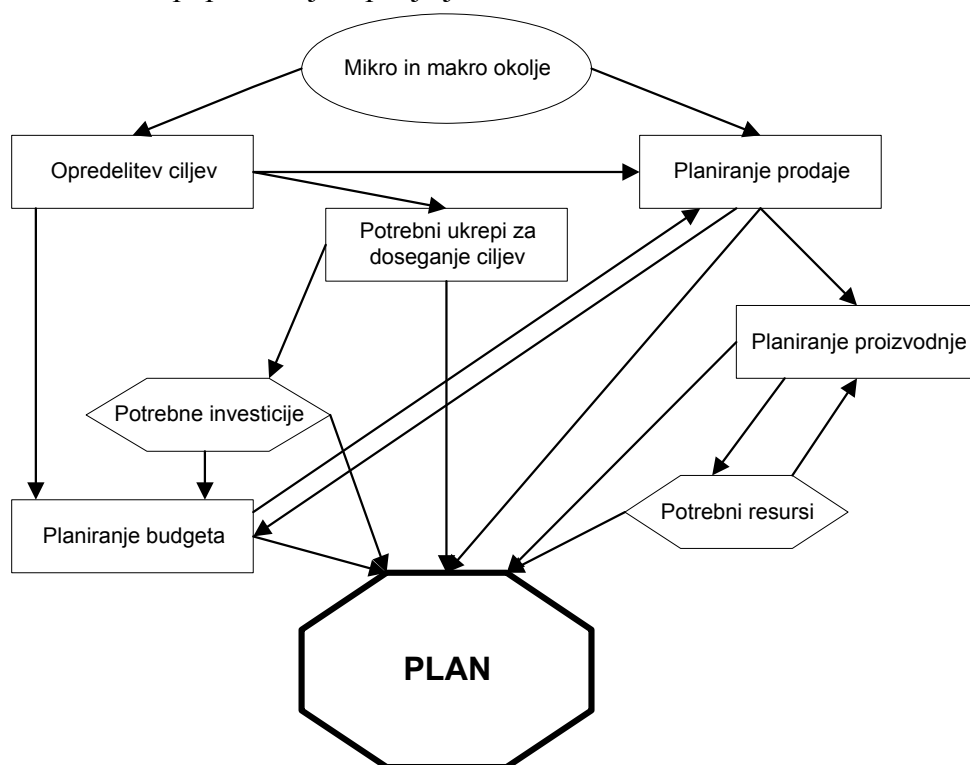 Mikro in makro okolje
Opredelitev ciljev
Planiranje prodaje
Potrebni ukrepi za
doseganje ciljev
Planiranje proizvodnje
Potrebne investicije
Potrebni resursi
Planiranje budgeta
PLAN